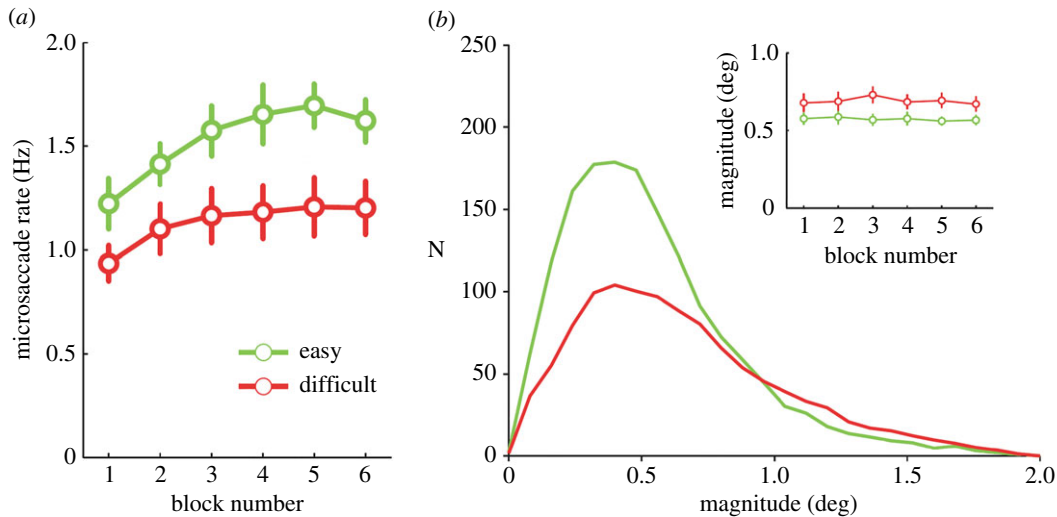 (a)
2.0
1.5
1.0
0.5
0
microsaccade rate (Hz)
easy
difficult
1 2 3 4 5 6
block number
(b)
250
200
150
100
50
0
N
0 0.5 1.0 1.5 2.0
magnitude (deg)
1.0
0.5
0
magnitude (deg)
1 2 3 4 5 6
block number